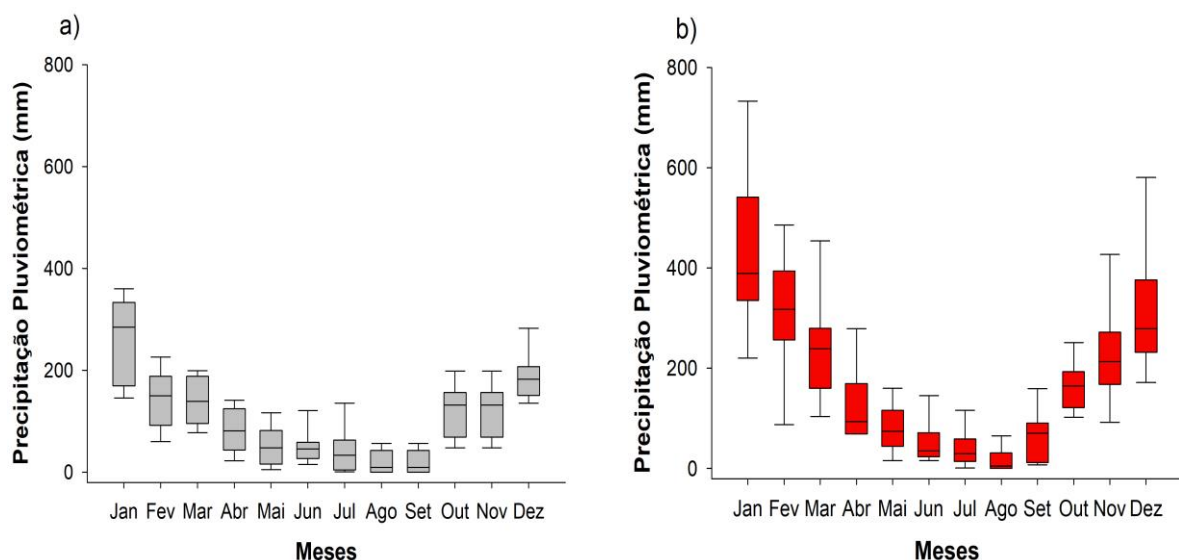 a)
Precipitação Pluviométrica (mm)
800
600
400
200
0
Jan Fev Mar Abr Mai Jun Jul Ago Set Out Nov Dez
Meses
b)
Precipitação Pluviométrica (mm)
800
600
400
200
0
Jan Fev Mar Abr Mai Jun Jul Ago Set Out Nov Dez
Meses